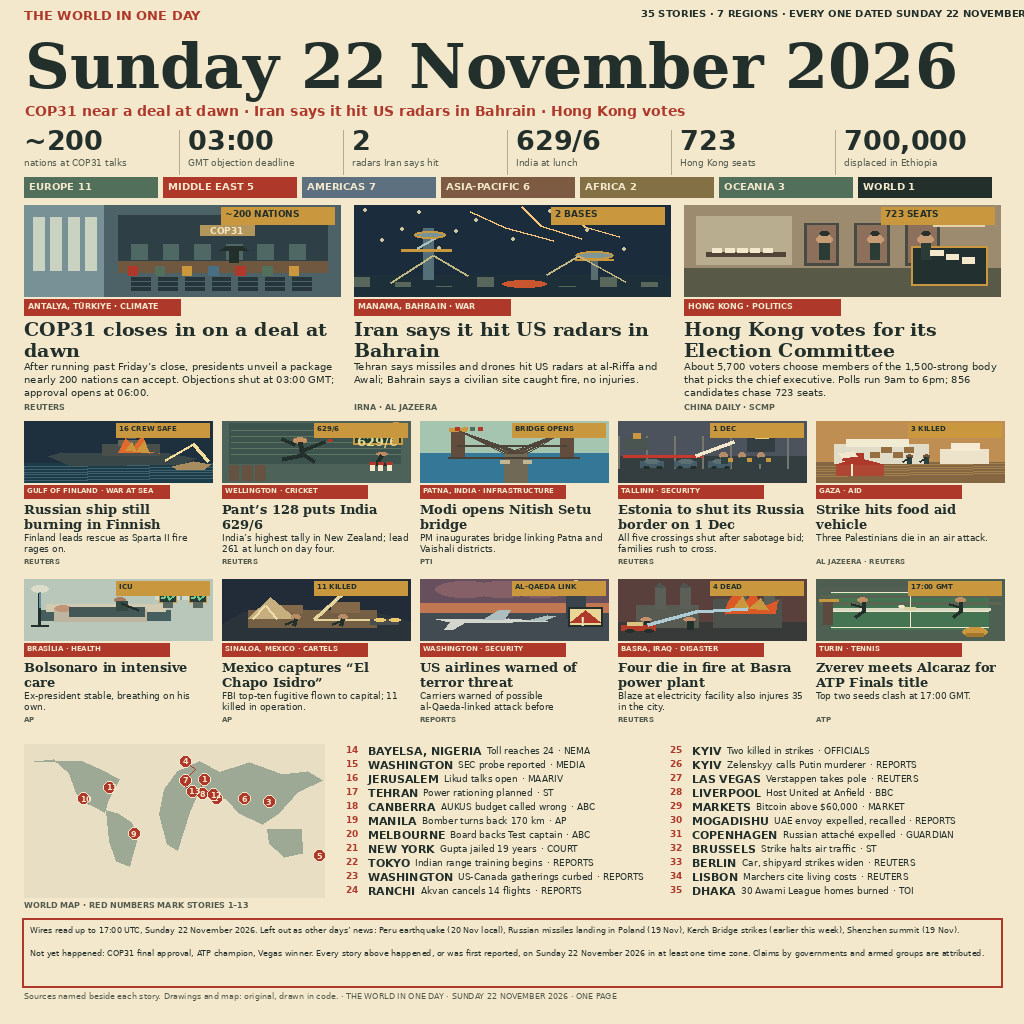 THE WORLD IN ONE DAY
35 STORIES · 7 REGIONS · EVERY ONE DATED SUNDAY 22 NOVEMBER
Sunday 22 November 2026
COP31 near a deal at dawn · Iran says it hit US radars in Bahrain · Hong Kong votes
~200
nations at COP31 talks
03:00
GMT objection deadline
2
radars Iran says hit
629/6
India at lunch
723
Hong Kong seats
700,000
displaced in Ethiopia
EUROPE 11
MIDDLE EAST 5
AMERICAS 7
ASIA-PACIFIC 6
AFRICA 2
OCEANIA 3
WORLD 1
~200 NATIONS
COP31
ANTALYA, TÜRKIYE · CLIMATE
COP31 closes in on a deal at
dawn
After running past Friday's close, presidents unveil a package
nearly 200 nations can accept. Objections shut at 03:00 GMT;
approval opens at 06:00.
REUTERS
2 BASES
MANAMA, BAHRAIN · WAR
Iran says it hit US radars in
Bahrain
Tehran says missiles and drones hit US radars at al-Riffa and
Awali; Bahrain says a civilian site caught fire, no injuries.
IRNA · AL JAZEERA
723 SEATS
HONG KONG · POLITICS
Hong Kong votes for its
Election Committee
About 5,700 voters choose members of the 1,500-strong body
that picks the chief executive. Polls run 9am to 6pm; 856
candidates chase 723 seats.
CHINA DAILY · SCMP
16 CREW SAFE
GULF OF FINLAND · WAR AT SEA
Russian ship still
burning in Finnish
Finland leads rescue as Sparta II fire
rages on.
REUTERS
629/6
629/6
WELLINGTON · CRICKET
Pant's 128 puts India
629/6
India's highest tally in New Zealand; lead
261 at lunch on day four.
REUTERS
BRIDGE OPENS
PATNA, INDIA · INFRASTRUCTURE
Modi opens Nitish Setu
bridge
PM inaugurates bridge linking Patna and
Vaishali districts.
PTI
1 DEC
TALLINN · SECURITY
Estonia to shut its Russia
border on 1 Dec
All five crossings shut after sabotage bid;
families rush to cross.
REUTERS
3 KILLED
GAZA · AID
Strike hits food aid
vehicle
Three Palestinians die in an air attack.
AL JAZEERA · REUTERS
ICU
BRASÍLIA · HEALTH
Bolsonaro in intensive
care
Ex-president stable, breathing on his
own.
AP
11 KILLED
SINALOA, MEXICO · CARTELS
Mexico captures “El
Chapo Isidro”
FBI top-ten fugitive flown to capital; 11
killed in operation.
AP
AL-QAEDA LINK
WASHINGTON · SECURITY
US airlines warned of
terror threat
Carriers warned of possible
al-Qaeda-linked attack before
REPORTS
4 DEAD
BASRA, IRAQ · DISASTER
Four die in fire at Basra
power plant
Blaze at electricity facility also injures 35
in the city.
REUTERS
17:00 GMT
TURIN · TENNIS
Zverev meets Alcaraz for
ATP Finals title
Top two seeds clash at 17:00 GMT.
ATP
4
7
1
8
12
6
3
10
9
5
WORLD MAP · RED NUMBERS MARK STORIES 1–13
14 BAYELSA, NIGERIA Toll reaches 24 · NEMA
15 WASHINGTON SEC probe reported · MEDIA
16 JERUSALEM Likud talks open · MAARIV
17 TEHRAN Power rationing planned · ST
18 CANBERRA AUKUS budget called wrong · ABC
19 MANILA Bomber turns back 170 km · AP
20 MELBOURNE Board backs Test captain · ABC
21 NEW YORK Gupta jailed 19 years · COURT
22 TOKYO Indian range training begins · REPORTS
23 WASHINGTON US-Canada gatherings curbed · REPORTS
24 RANCHI Akvan cancels 14 flights · REPORTS
25 KYIV Two killed in strikes · OFFICIALS
26 KYIV Zelenskyy calls Putin murderer · REPORTS
27 LAS VEGAS Verstappen takes pole · REUTERS
28 LIVERPOOL Host United at Anfield · BBC
29 MARKETS Bitcoin above $60,000 · MARKET
30 MOGADISHU UAE envoy expelled, recalled · REPORTS
31 COPENHAGEN Russian attaché expelled · GUARDIAN
32 BRUSSELS Strike halts air traffic · ST
33 BERLIN Car, shipyard strikes widen · REUTERS
34 LISBON Marchers cite living costs · REUTERS
35 DHAKA 30 Awami League homes burned · TOI
Wires read up to 17:00 UTC, Sunday 22 November 2026. Left out as other days' news: Peru earthquake (20 Nov local), Russian missiles landing in Poland (19 Nov), Kerch Bridge strikes (earlier this week), Shenzhen summit (19 Nov).
Not yet happened: COP31 final approval, ATP champion, Vegas winner. Every story above happened, or was first reported, on Sunday 22 November 2026 in at least one time zone. Claims by governments and armed groups are attributed.
Sources named beside each story. Drawings and map: original, drawn in code. · THE WORLD IN ONE DAY · SUNDAY 22 NOVEMBER 2026 · ONE PAGE